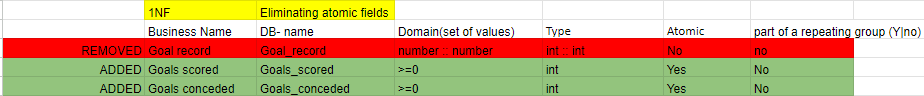 1NF Eliminating atomic fields
Business Name DB- name Domain(set of values) Type Atomic part of a repeating group (Y|no)
REMOVED Goal record Goal_record number :: number int :: int No no
ADDED Goals scored Goals_scored >=0 int Yes No
ADDED Goals conceded Goals_conceded >=0 int Yes No